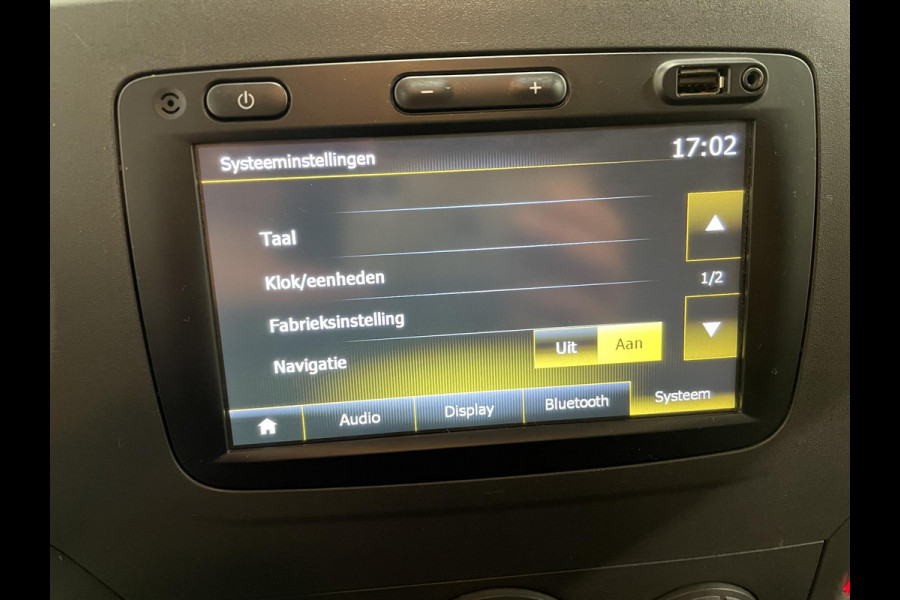 − +
Systeeminstellingen 17:02
Taal
Klok/eenheden 1/2
Fabrieksinstelling
Navigatie Uit Aan
Audio Display Bluetooth Systeem